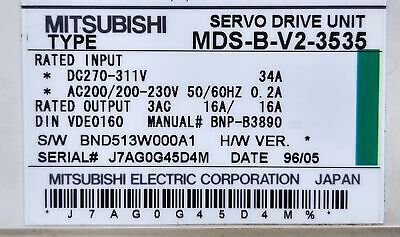 MITSUBISHI SERVO DRIVE UNIT
TYPE MDS-B-V2-3535
RATED INPUT
* DC270-311V 34A
* AC200/200-230V 50/60HZ 0.2A
RATED OUTPUT 3AC 16A/ 16A
DIN VDE0160 MANUAL# BNP-B3890
S/W BND513W000A1 H/W VER. *
SERIAL# J7AG0G45D4M DATE 96/05
MITSUBISHI ELECTRIC CORPORATION JAPAN
* J 7 A G 0 G 4 5 D 4 M % *